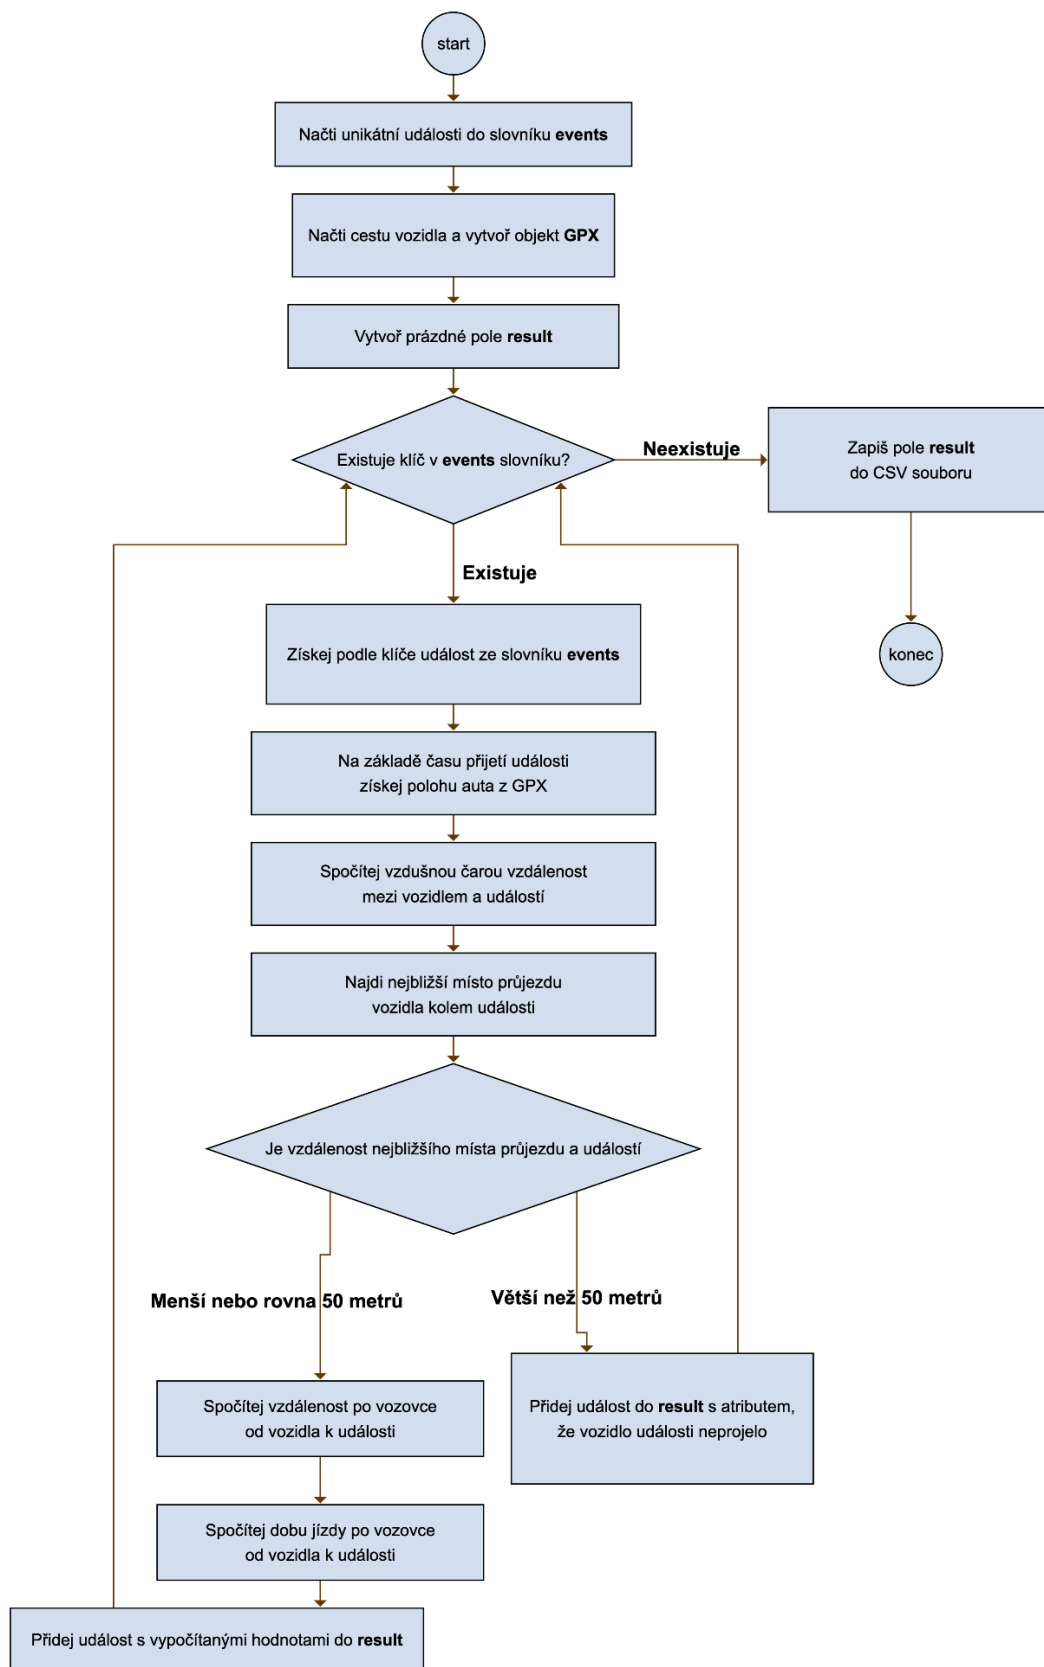 start
Načti unikátní události do slovníku events
Načti cestu vozidla a vytvoř objekt GPX
Vytvoř prázdné pole result
Existuje klíč v events slovníku?
Neexistuje
Zapiš pole result
do CSV souboru
konec
Existuje
Získej podle klíče událost ze slovníku events
Na základě času přijetí události
získej polohu auta z GPX
Spočítej vzdušnou čarou vzdálenost
mezi vozidlem a událostí
Najdi nejbližší místo průjezdu
vozidla kolem události
Je vzdálenost nejbližšího místa průjezdu a událostí
Menší nebo rovna 50 metrů
Větší než 50 metrů
Spočítej vzdálenost po vozovce
od vozidla k události
Přidej událost do result s atributem,
že vozidlo události neprojelo
Spočítej dobu jízdy po vozovce
od vozidla k události
Přidej událost s vypočítanými hodnotami do result